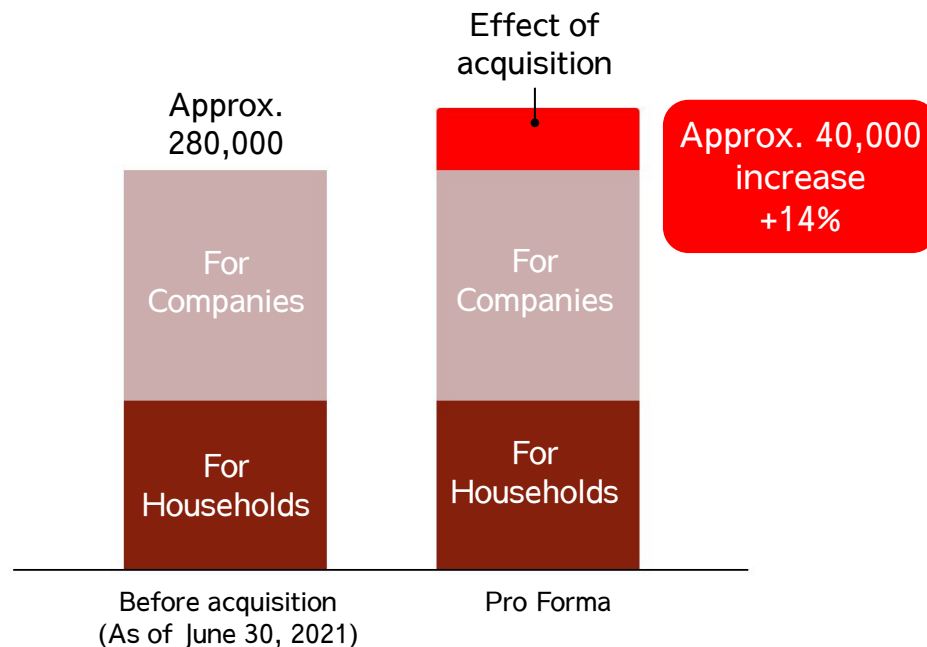 Effect of
acquisition
Approx.
280,000
Approx. 40,000
increase
+14%
For
Companies
For
Companies
For
Households
For
Households
Before acquisition
(As of June 30, 2021)
Pro Forma